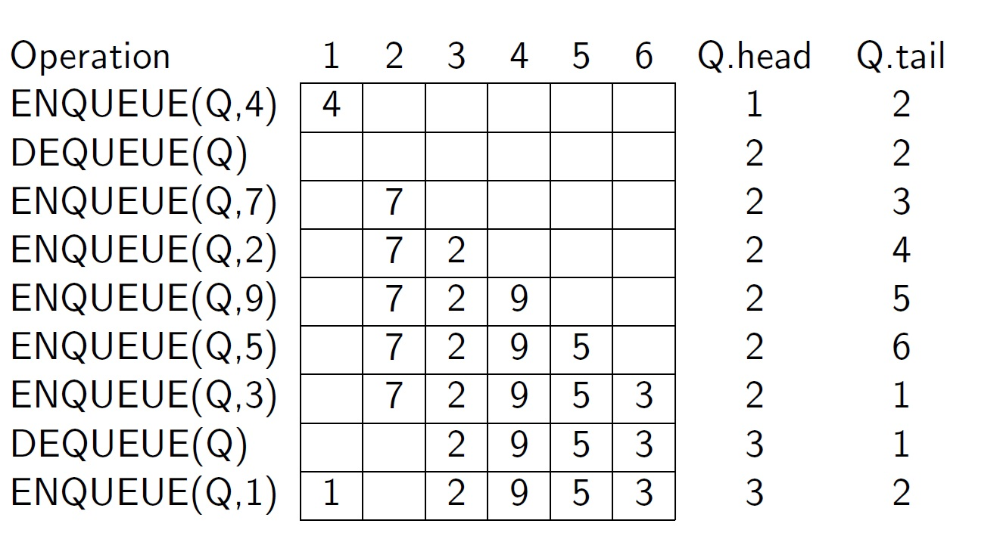 Operation 1 2 3 4 5 6 Q.head Q.tail
ENQUEUE(Q,4) 4 1 2
DEQUEUE(Q) 2 2
ENQUEUE(Q,7) 7 2 3
ENQUEUE(Q,2) 7 2 2 4
ENQUEUE(Q,9) 7 2 9 2 5
ENQUEUE(Q,5) 7 2 9 5 2 6
ENQUEUE(Q,3) 7 2 9 5 3 2 1
DEQUEUE(Q) 2 9 5 3 3 1
ENQUEUE(Q,1) 1 2 9 5 3 3 2